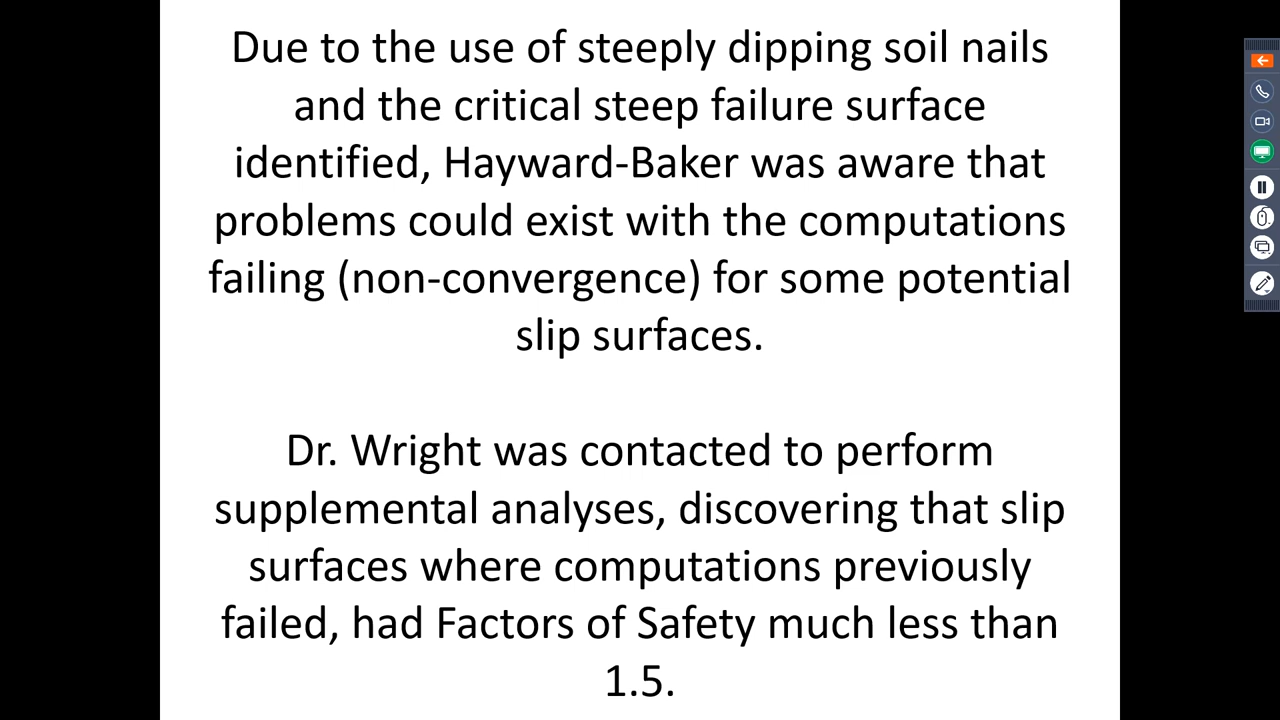 Due to the use of steeply dipping soil nails
and the critical steep failure surface
identified, Hayward-Baker was aware that
problems could exist with the computations
failing (non-convergence) for some potential
slip surfaces.
Dr. Wright was contacted to perform
supplemental analyses, discovering that slip
surfaces where computations previously
failed, had Factors of Safety much less than
1.5.